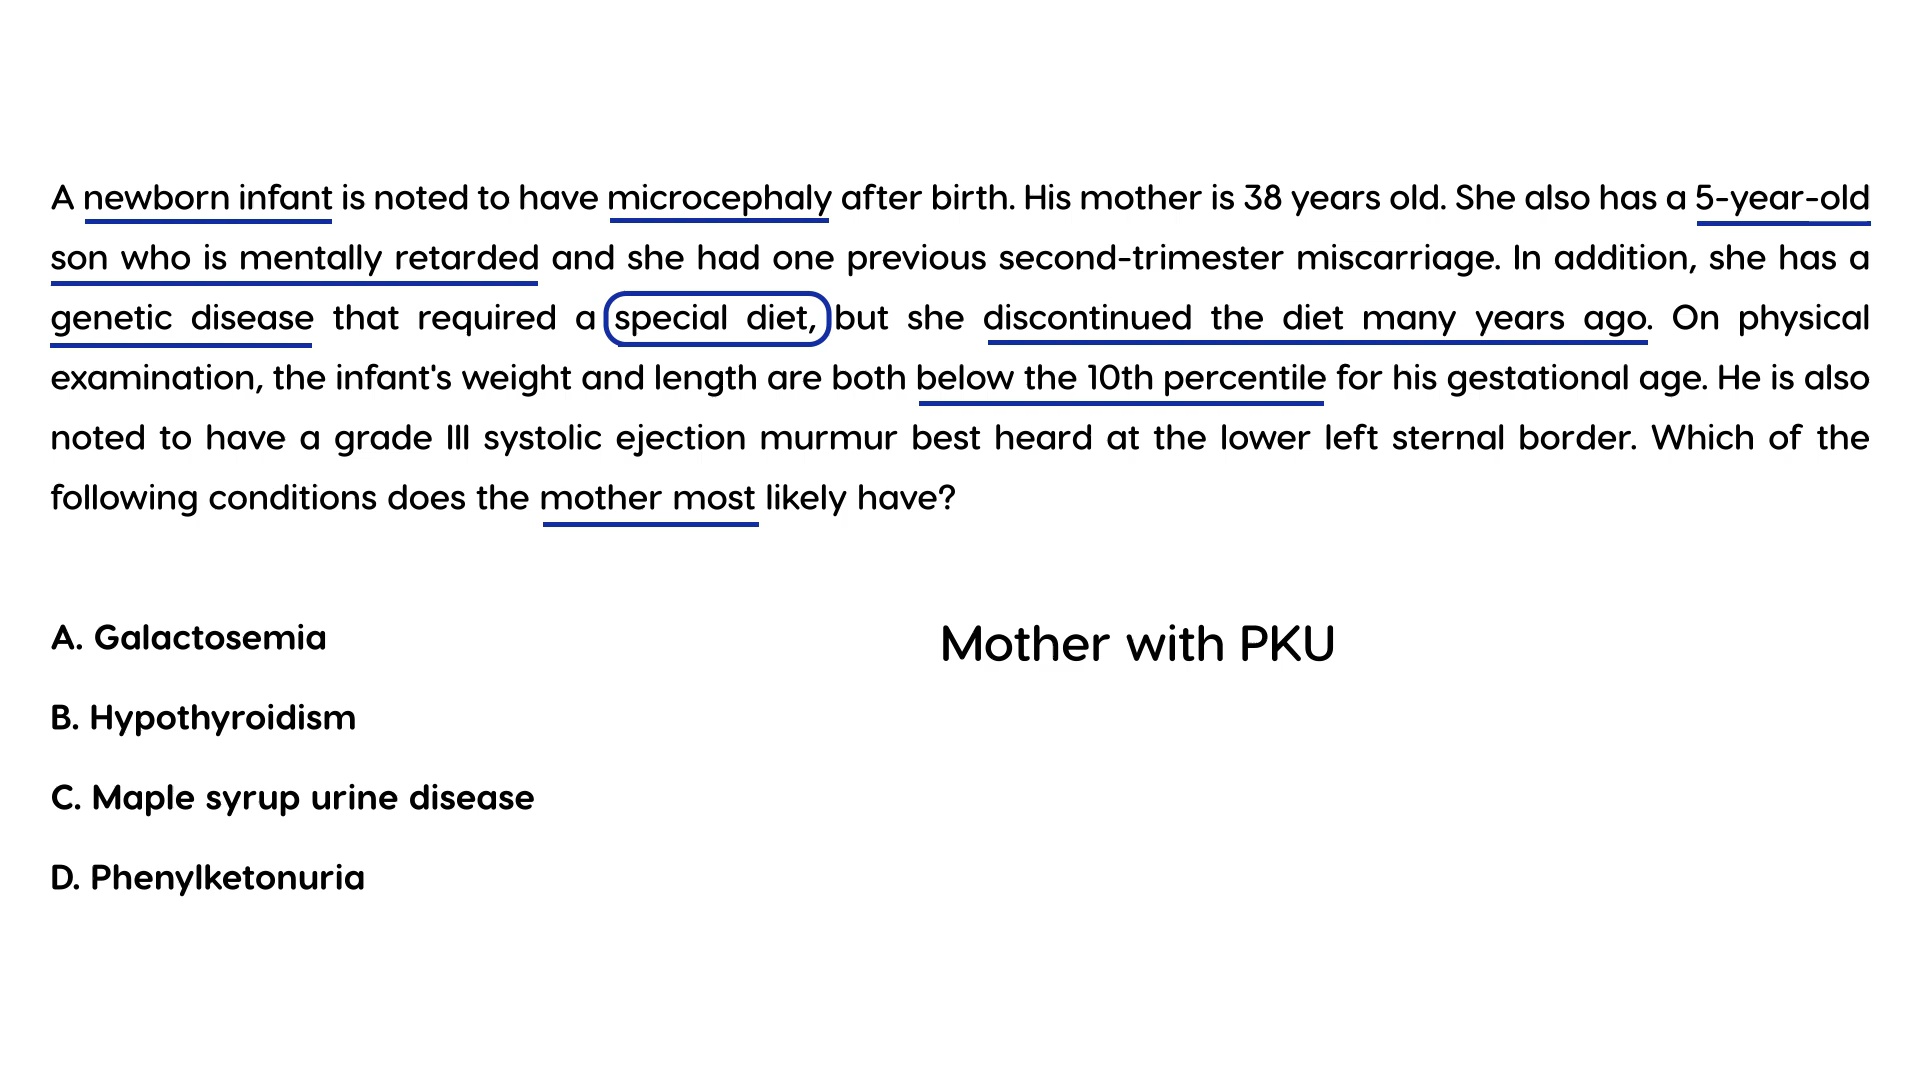 A newborn infant is noted to have microcephaly after birth. His mother is 38 years old. She also has a 5-year-old
son who is mentally retarded and she had one previous second-trimester miscarriage. In addition, she has a
genetic disease that required a special diet, but she discontinued the diet many years ago. On physical
examination, the infant's weight and length are both below the 10th percentile for his gestational age. He is also
noted to have a grade III systolic ejection murmur best heard at the lower left sternal border. Which of the
following conditions does the mother most likely have?
A. Galactosemia
Mother with PKU
B. Hypothyroidism
C. Maple syrup urine disease
D. Phenylketonuria